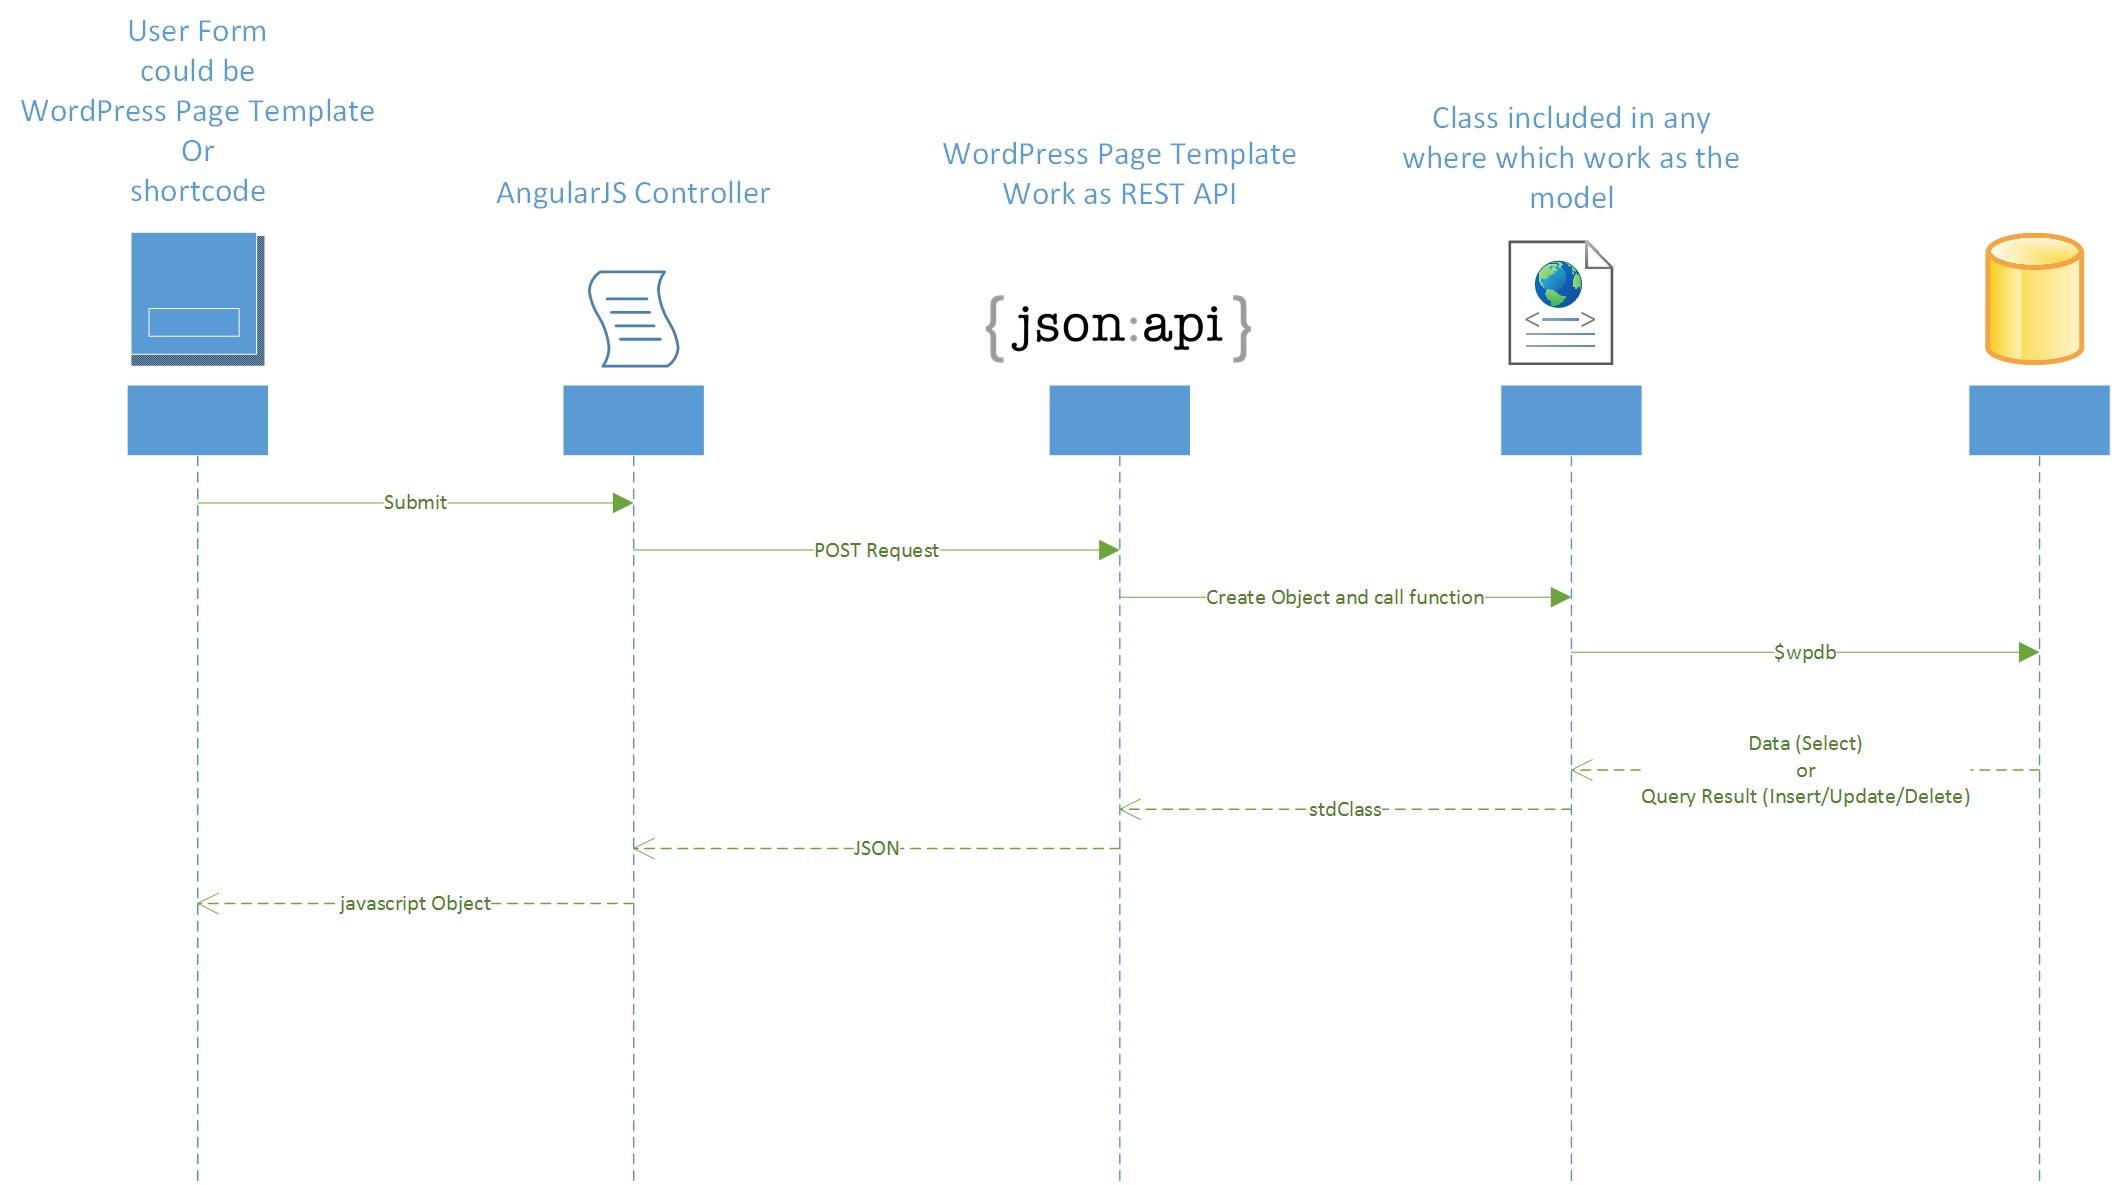 User Form
could be
WordPress Page Template
Or
shortcode
AngularJS Controller
WordPress Page Template
Work as REST API
Class included in any
where which work as the
model
{json:api}
< >
Submit
POST Request
Create Object and call function
$wpdb
Data (Select)
or
Query Result (Insert/Update/Delete)
stdClass
JSON
javascript Object